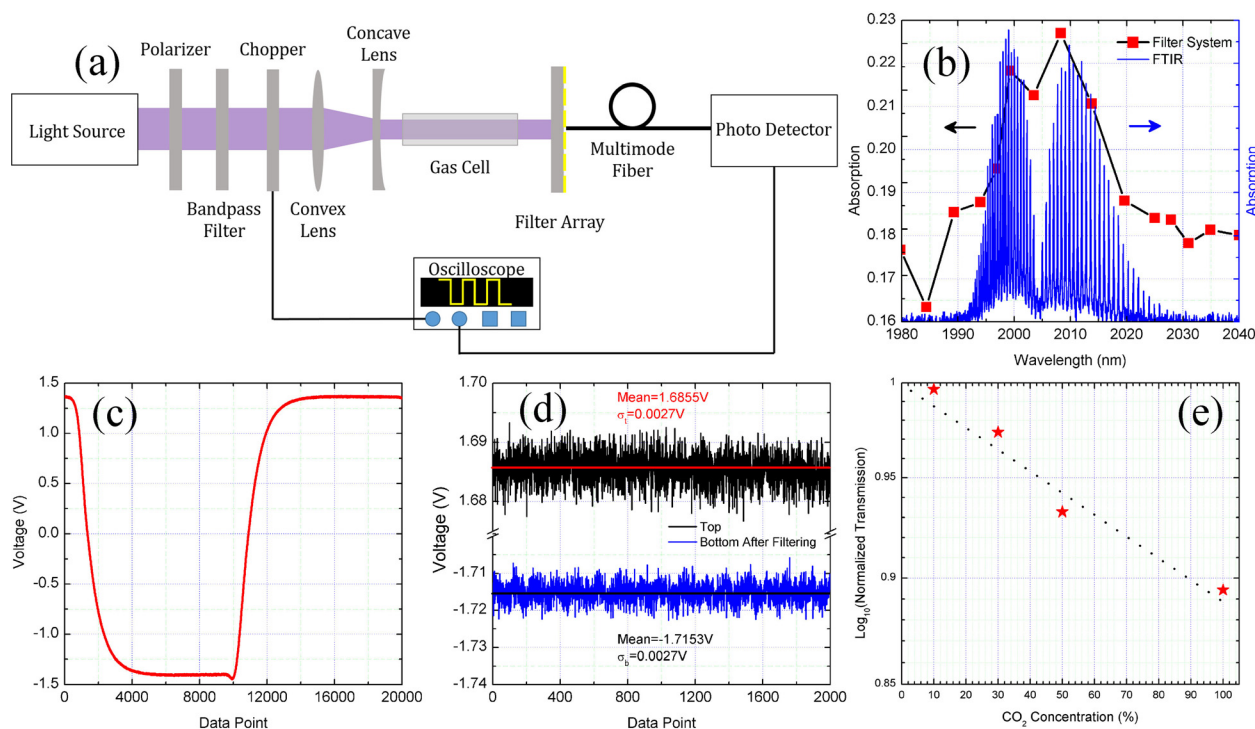 (a)
Light Source
Polarizer
Bandpass
Filter
Chopper
Convex
Lens
Concave
Lens
Gas Cell
Filter Array
Multimode
Fiber
Photo Detector
Oscilloscope
(b)
Filter System
FTIR
0.23
0.22
0.21
0.20
0.19
0.18
0.17
0.16
Absorption
Absorption
1980 1990 2000 2010 2020 2030 2040
Wavelength (nm)
(c)
1.5
1.0
0.5
0.0
-0.5
-1.0
-1.5
Voltage (V)
0 4000 8000 12000 16000 20000
Data Point
(d)
Mean=1.6855V
σt=0.0027V
Top
Bottom After Filtering
Mean=-1.7153V
σb=0.0027V
1.70
1.69
1.68
-1.71
-1.72
-1.73
-1.74
Voltage (V)
0 400 800 1200 1600 2000
Data Point
(e)
1
0.95
0.9
0.85
Log10(Normalized Transmission)
0 10 20 30 40 50 60 70 80 90 100
CO2 Concentration (%)